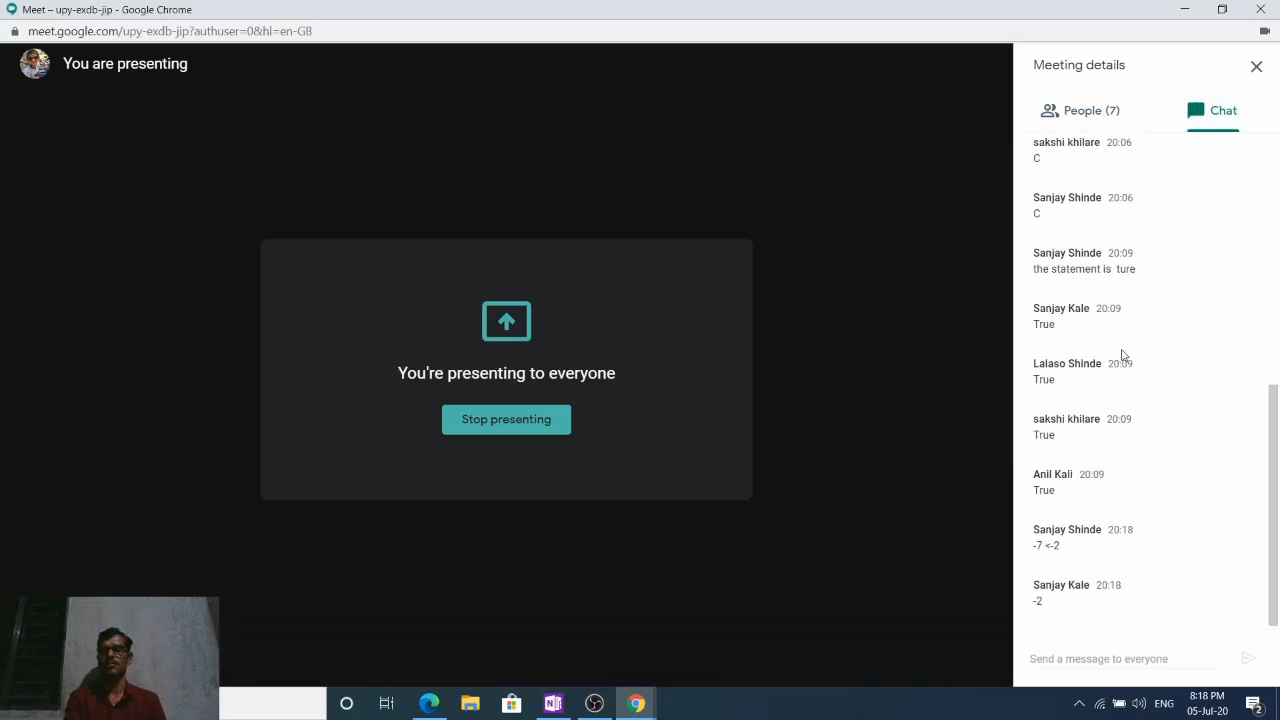 Meet – upy-exdb-jip - Google Chrome
meet.google.com/upy-exdb-jip?authuser=0&hl=en-GB
You are presenting
You're presenting to everyone
Stop presenting
Meeting details
People (7)
Chat
sakshi khilare 20:06
C
Sanjay Shinde 20:06
C
Sanjay Shinde 20:09
the statement is ture
Sanjay Kale 20:09
True
Lalaso Shinde 20:09
True
sakshi khilare 20:09
True
Anil Kali 20:09
True
Sanjay Shinde 20:18
-7 <-2
Sanjay Kale 20:18
-2
Send a message to everyone
ENG
8:18 PM
05-Jul-20
2